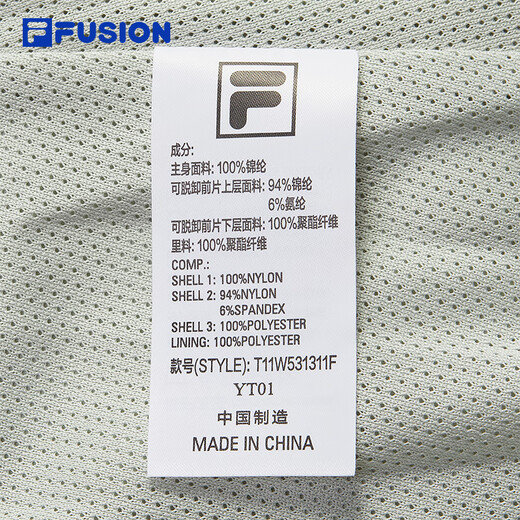 FUSION
成分:
主身面料: 100%锦纶
可脱卸前片上层面料: 94%锦纶
6%氨纶
可脱卸前片下层面料: 100%聚酯纤维
里料: 100%聚酯纤维
COMP.:
SHELL 1: 100%NYLON
SHELL 2: 94%NYLON
6%SPANDEX
SHELL 3: 100%POLYESTER
LINING: 100%POLYESTER
款号(STYLE): T11W531311F
YT01
中国制造
MADE IN CHINA